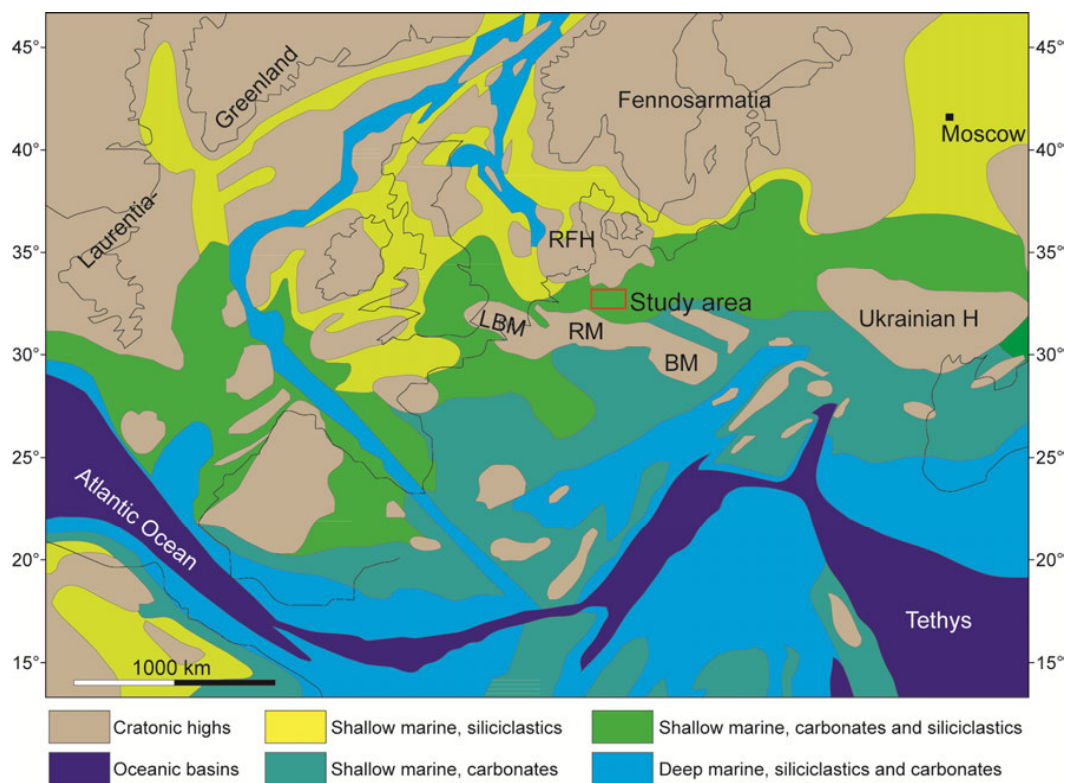 45°
45°
Greenland
Fennosarmatia
Moscow
40°
40°
Laurentia-
35°
35°
RFH
Study area
LBM
RM
Ukrainian H
30°
30°
BM
25°
25°
Atlantic Ocean
20°
20°
Tethys
15°
15°
1000 km
Cratonic highs
Shallow marine, siliciclastics
Shallow marine, carbonates and siliciclastics
Oceanic basins
Shallow marine, carbonates
Deep marine, siliciclastics and carbonates